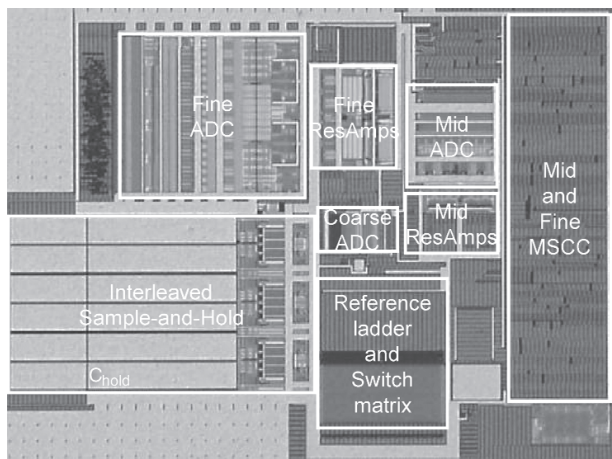 Fine
ADC
Fine
ResAmps
Mid
ADC
Mid
and
Fine
MSCC
Coarse
ADC
Mid
ResAmps
Interleaved
Sample-and-Hold
Reference
ladder
and
Switch
matrix
Chold